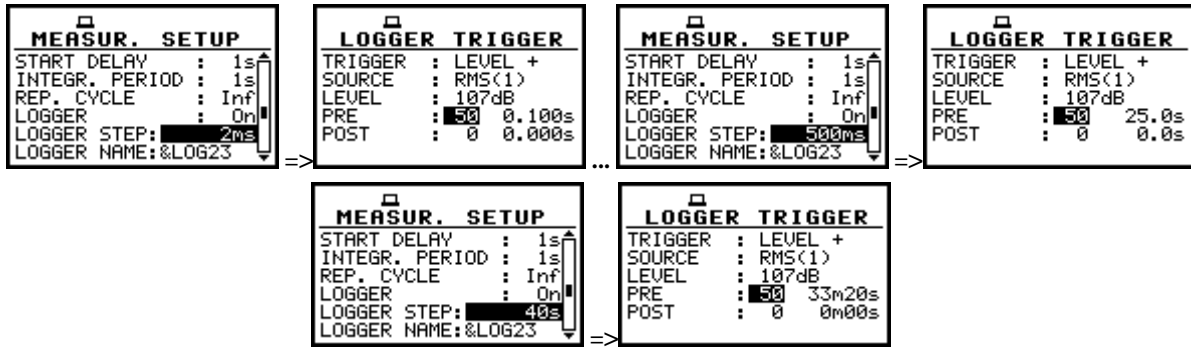 MEASUR. SETUP
START DELAY : 1s
INTEGR. PERIOD : 1s
REP. CYCLE : Inf
LOGGER : On
LOGGER STEP: 2ms
LOGGER NAME:&LOG23
=>
LOGGER TRIGGER
TRIGGER : LEVEL +
SOURCE : RMS(1)
LEVEL : 107dB
PRE : 50 0.100s
POST : 0 0.000s
...
MEASUR. SETUP
START DELAY : 1s
INTEGR. PERIOD : 1s
REP. CYCLE : Inf
LOGGER : On
LOGGER STEP: 500ms
LOGGER NAME:&LOG23
=>
LOGGER TRIGGER
TRIGGER : LEVEL +
SOURCE : RMS(1)
LEVEL : 107dB
PRE : 50 25.0s
POST : 0 0.0s
MEASUR. SETUP
START DELAY : 1s
INTEGR. PERIOD : 1s
REP. CYCLE : Inf
LOGGER : On
LOGGER STEP: 40s
LOGGER NAME:&LOG23
=>
LOGGER TRIGGER
TRIGGER : LEVEL +
SOURCE : RMS(1)
LEVEL : 107dB
PRE : 50 33m20s
POST : 0 0m00s